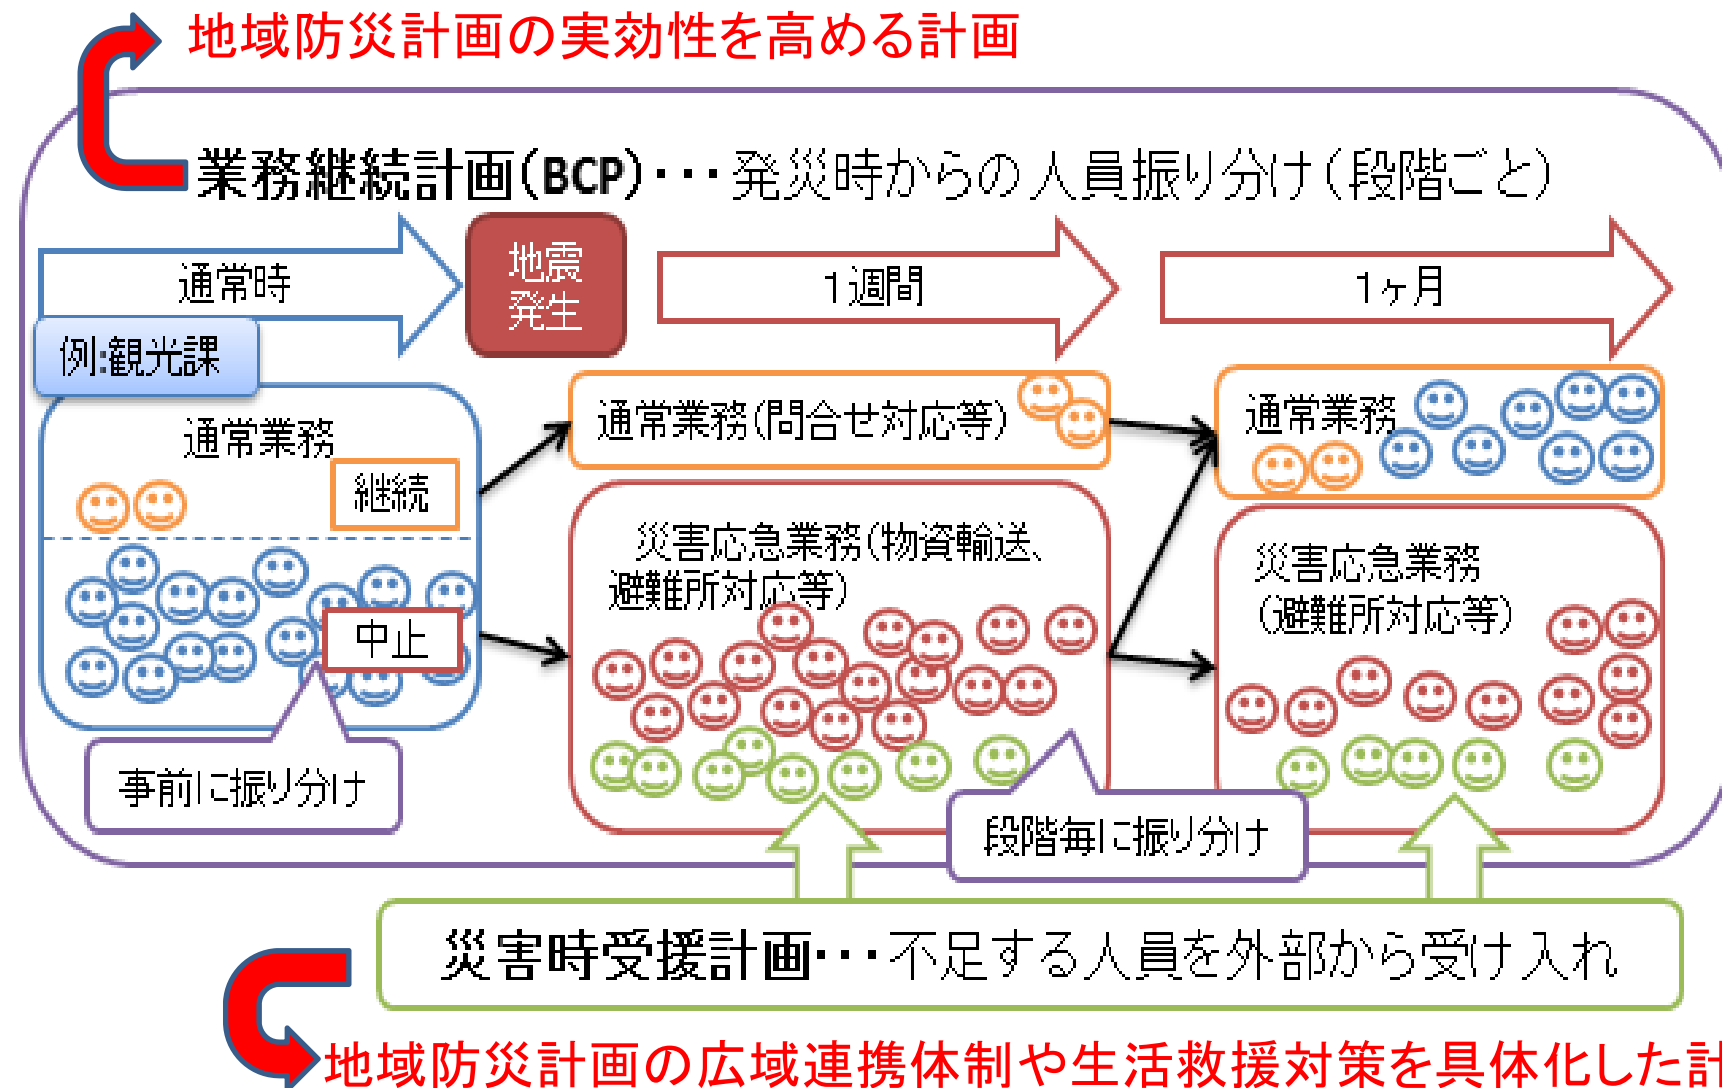 地域防災計画の実効性を高める計画
業務継続計画(BCP)・・・発災時からの人員振り分け(段階ごと)
通常時
地震
発生
1週間
1ヶ月
例:観光課
通常業務
継続
中止
事前に振り分け
通常業務(問合せ対応等)
災害応急業務(物資輸送、
避難所対応等)
段階毎に振り分け
通常業務
災害応急業務
(避難所対応等)
災害時受援計画・・・不足する人員を外部から受け入れ
地域防災計画の広域連携体制や生活救援対策を具体化した計